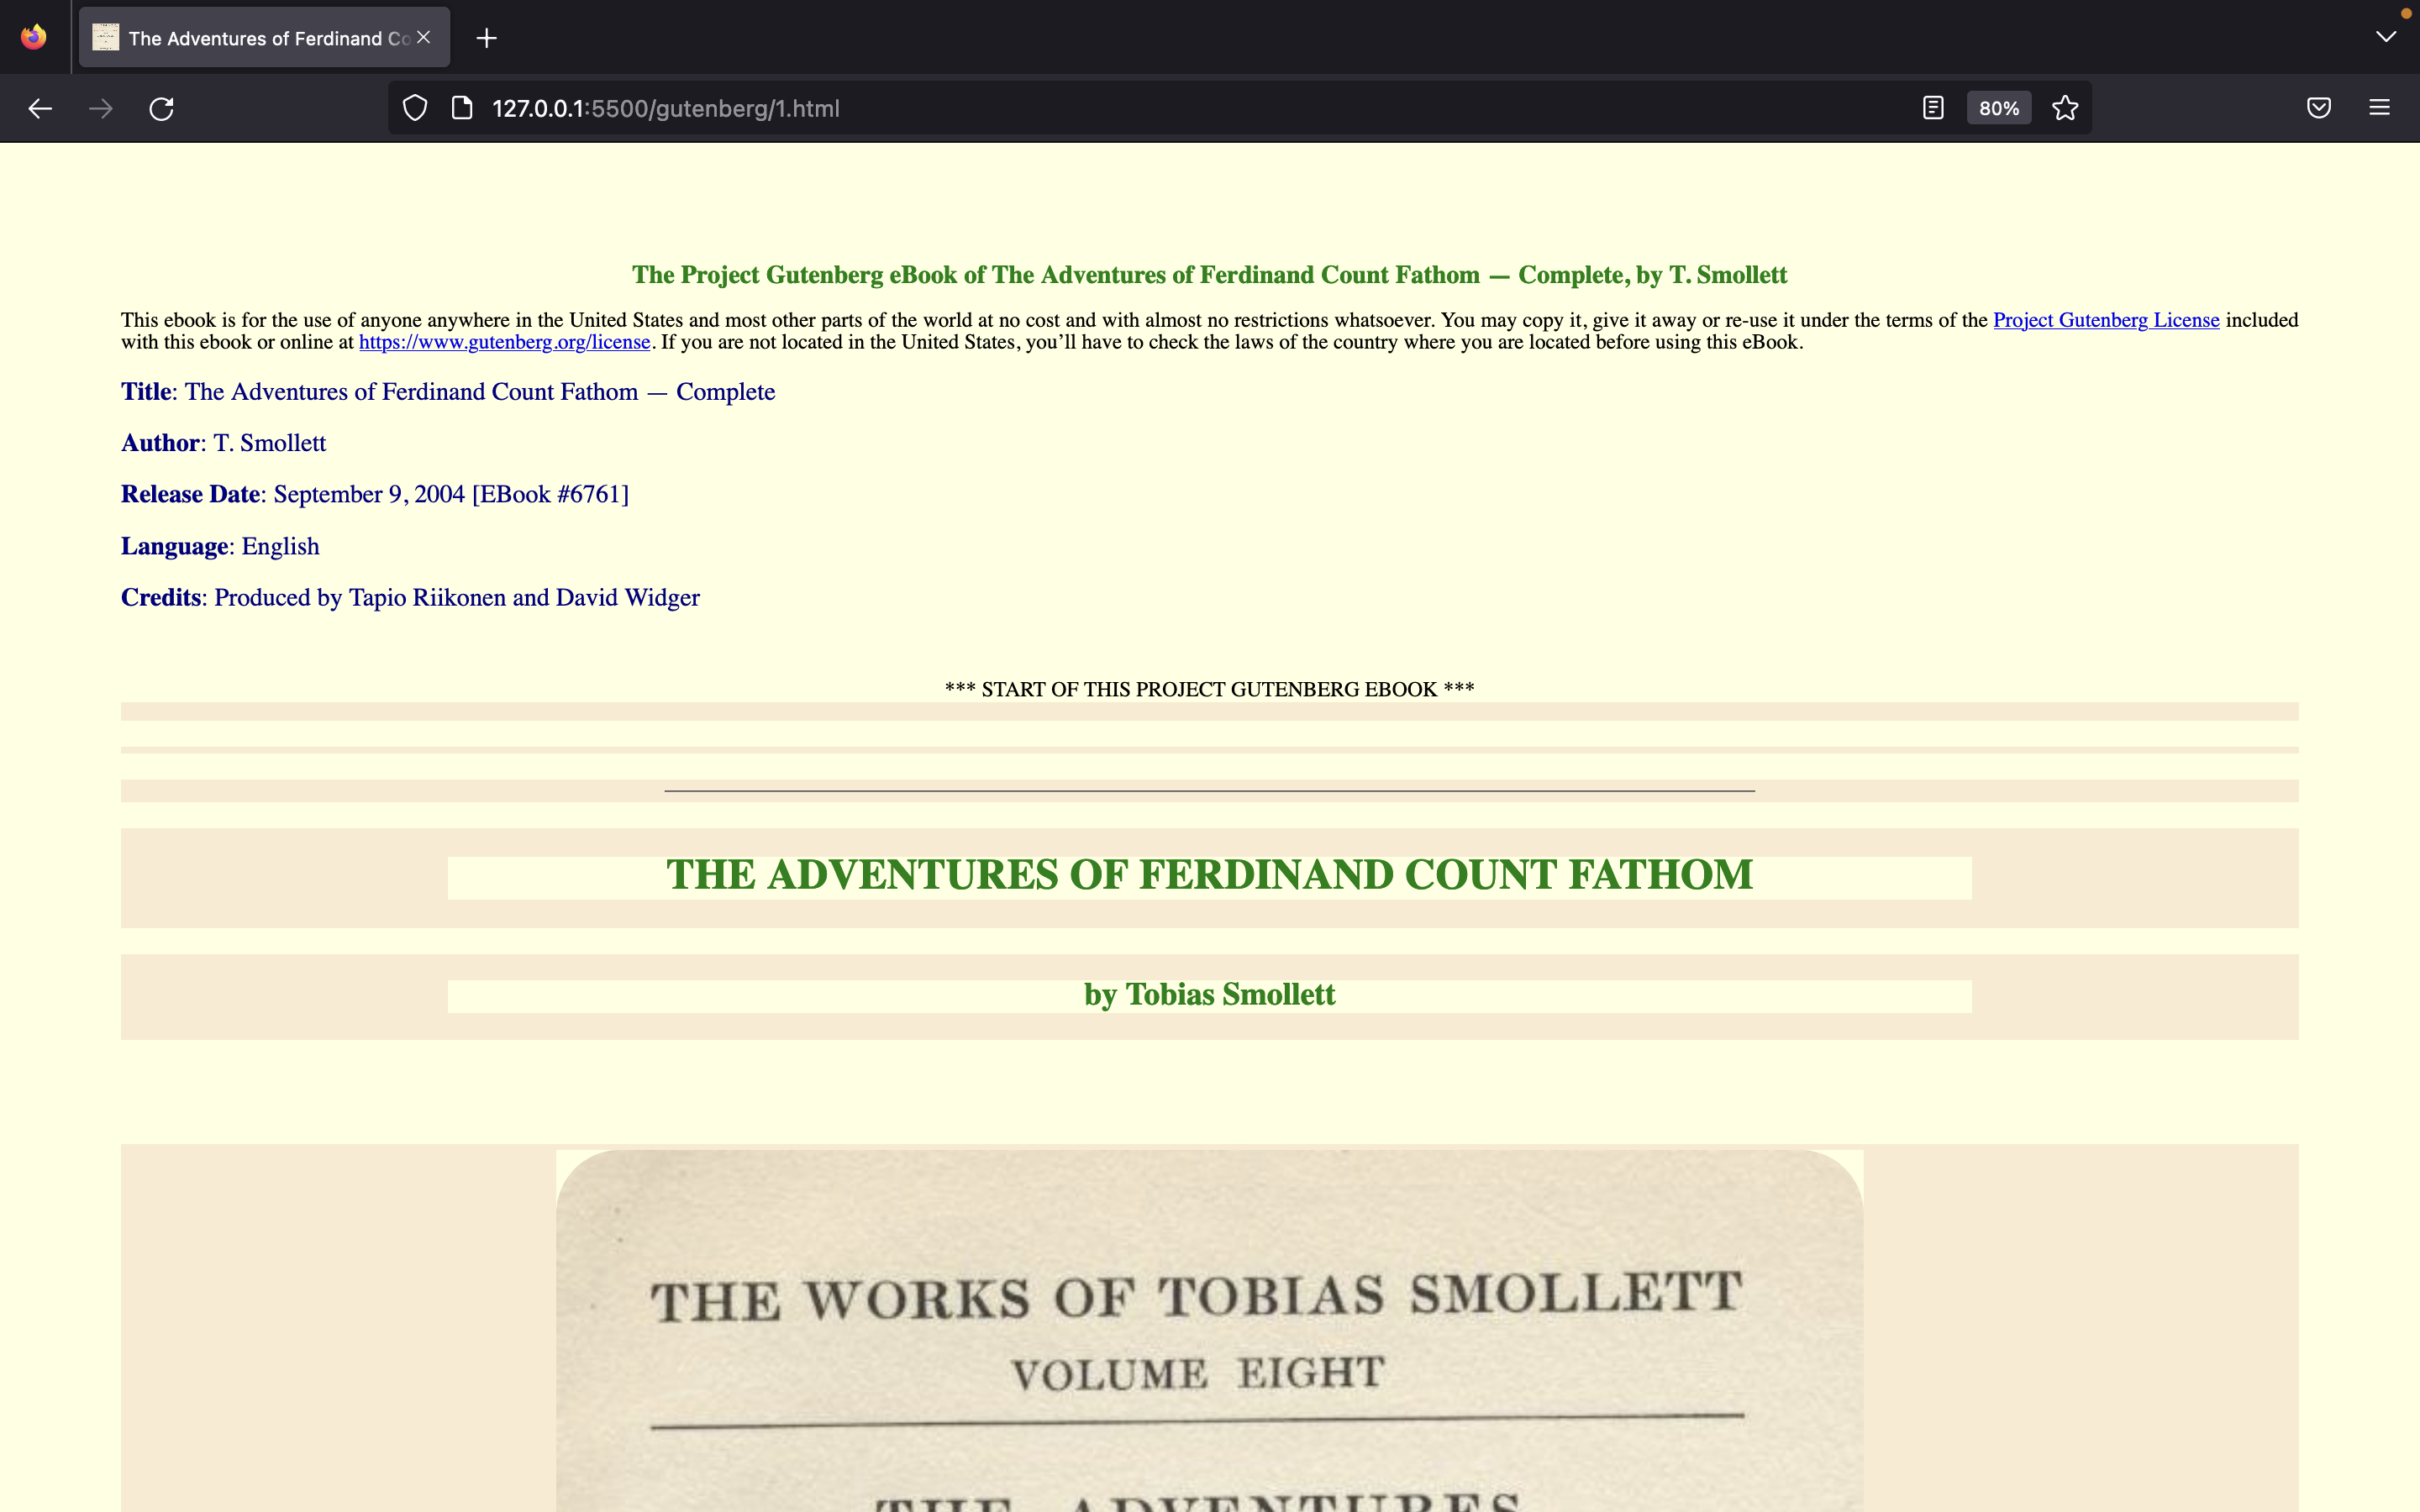 The Adventures of Ferdinand Co
127.0.0.1:5500/gutenberg/1.html
80%
The Project Gutenberg eBook of The Adventures of Ferdinand Count Fathom — Complete, by T. Smollett
This ebook is for the use of anyone anywhere in the United States and most other parts of the world at no cost and with almost no restrictions whatsoever. You may copy it, give it away or re-use it under the terms of the Project Gutenberg License included
with this ebook or online at https://www.gutenberg.org/license. If you are not located in the United States, you’ll have to check the laws of the country where you are located before using this eBook.
Title: The Adventures of Ferdinand Count Fathom — Complete
Author: T. Smollett
Release Date: September 9, 2004 [EBook #6761]
Language: English
Credits: Produced by Tapio Riikonen and David Widger
*** START OF THIS PROJECT GUTENBERG EBOOK ***
THE ADVENTURES OF FERDINAND COUNT FATHOM
by Tobias Smollett
THE WORKS OF TOBIAS SMOLLETT
VOLUME EIGHT
THE ADVENTURES